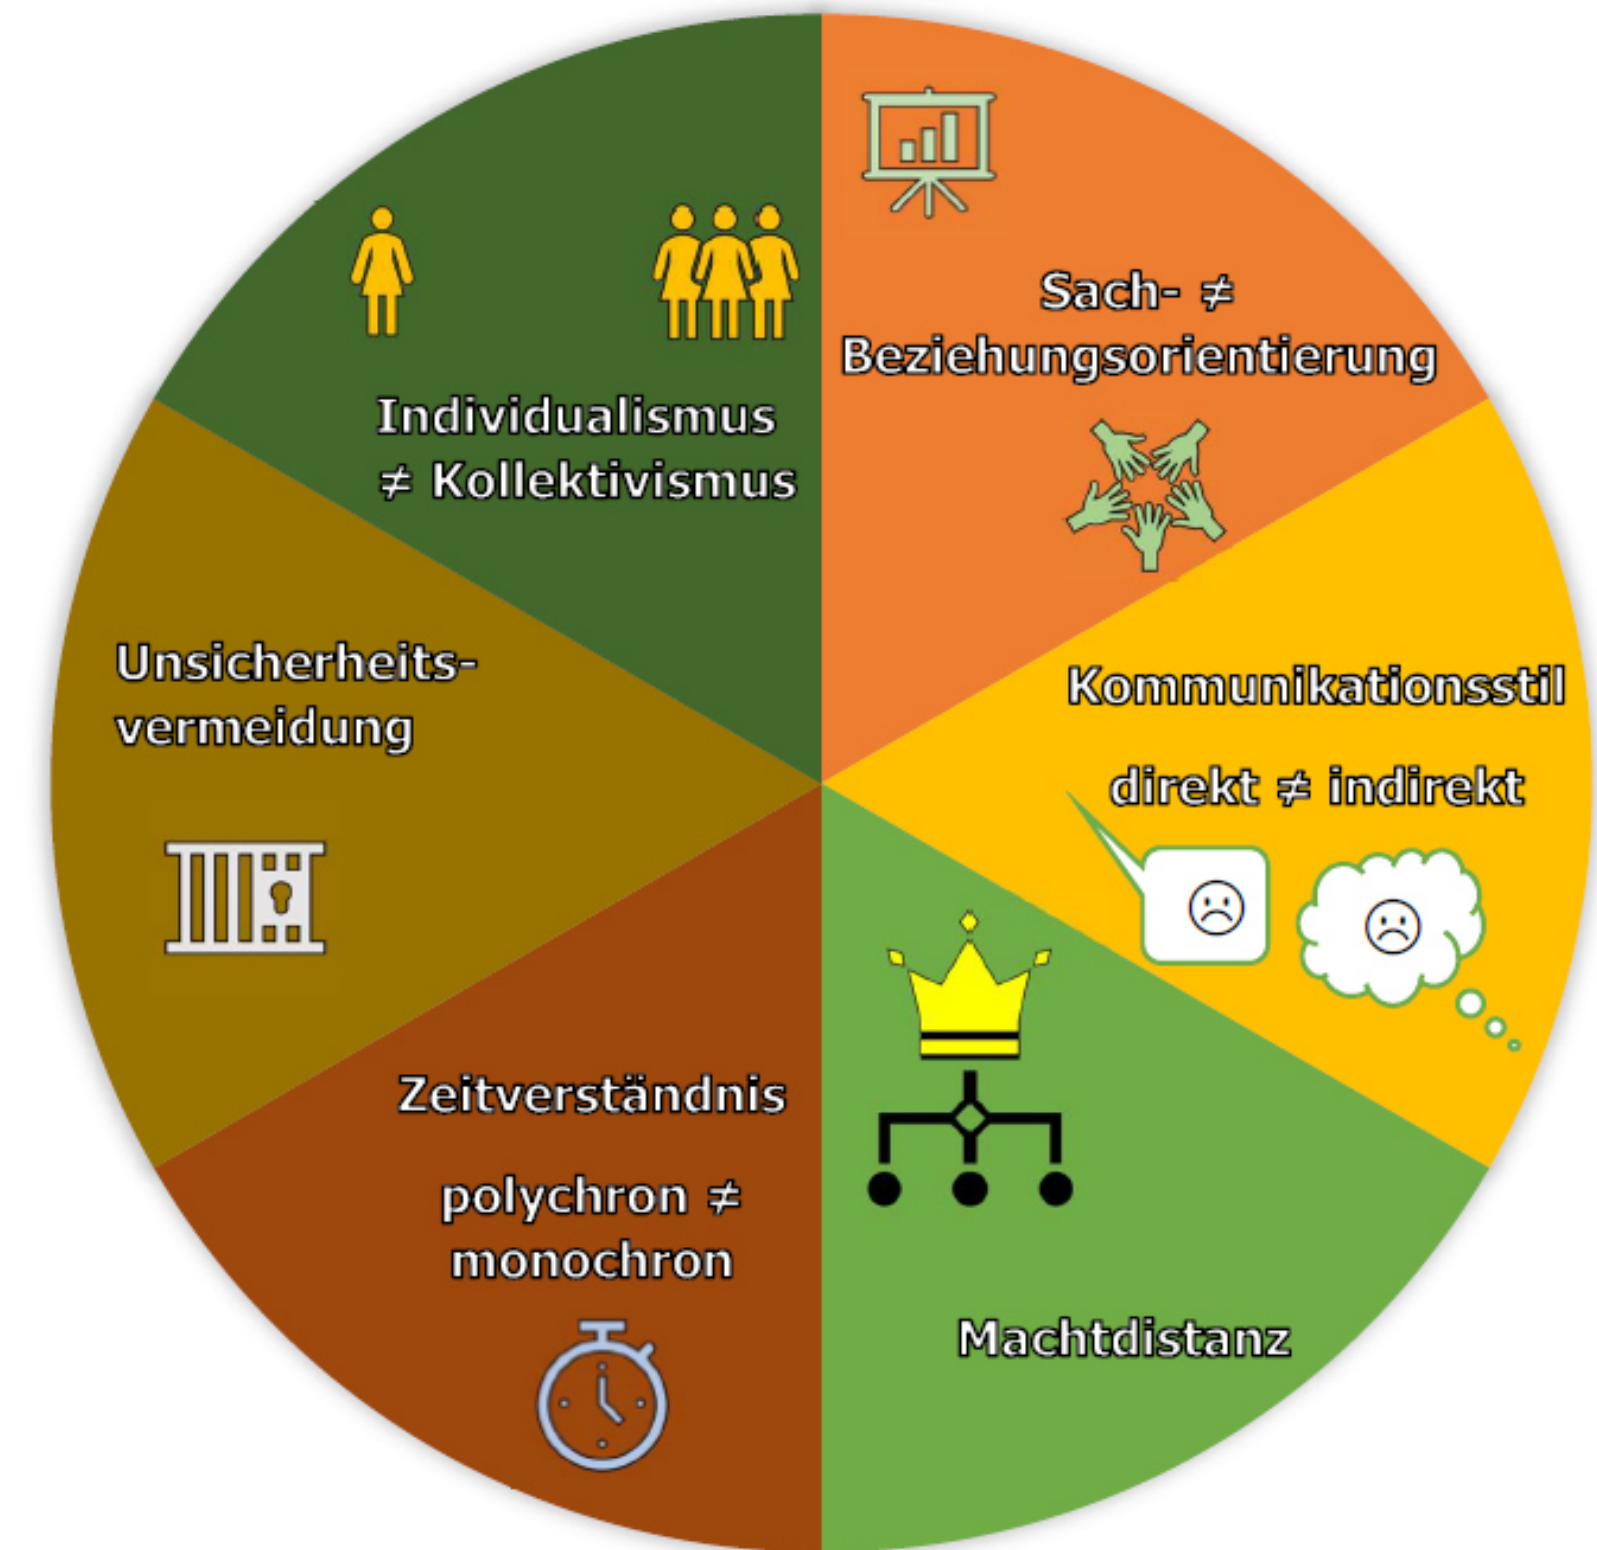 Sach- ≠
Beziehungsorientierung
Kommunikationsstil
direkt ≠ indirekt
Machtdistanz
Zeitverständnis
polychron ≠
monochron
Unsicherheits-
vermeidung
Individualismus
≠ Kollektivismus